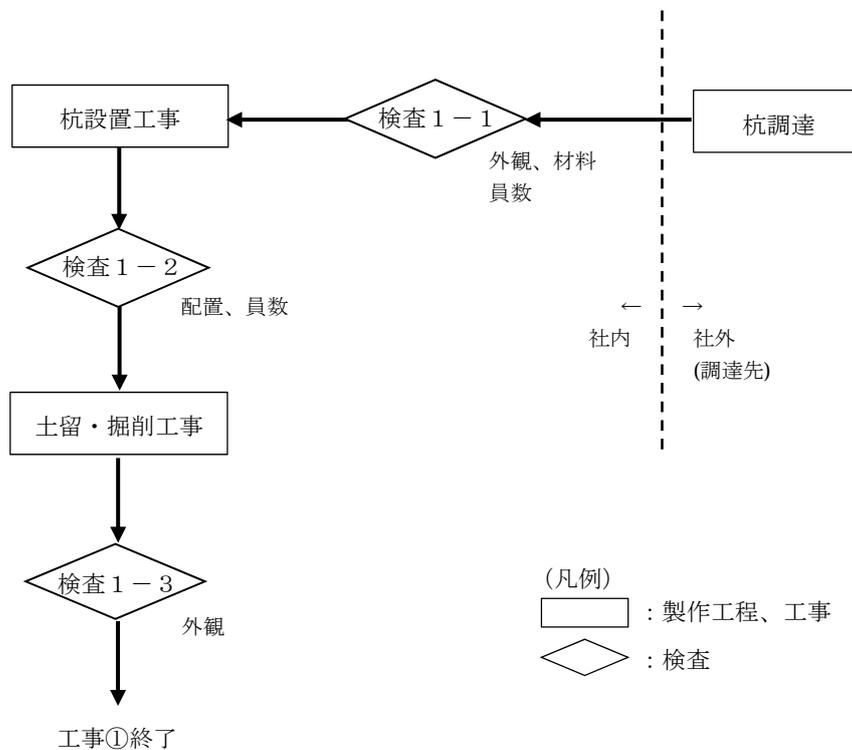 杭設置工事
検査1－1
杭調達
外観、材料
員数
検査1－2
配置、員数
← →
社内 社外
(調達先)
土留・掘削工事
検査1－3
外観
(凡例)
：製作工程、工事
：検査
工事①終了